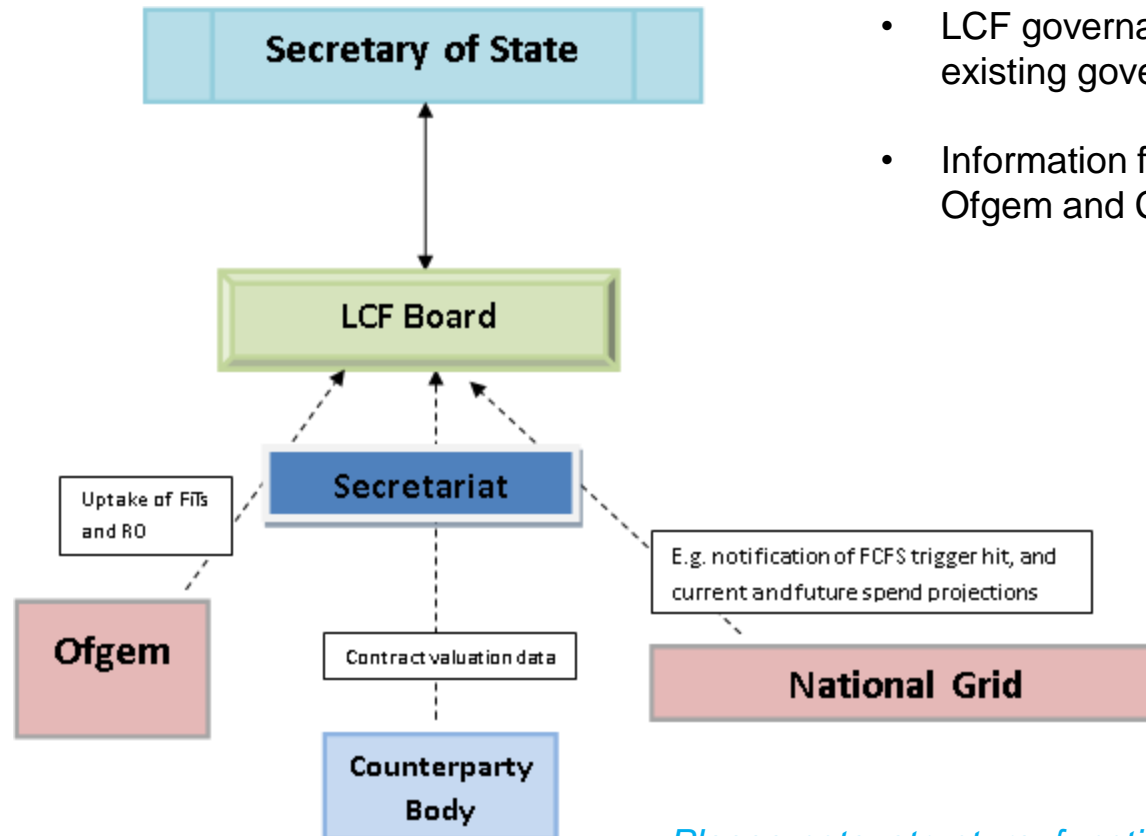 Secretary of State
• LCF governa
existing gove
• Information f
Ofgem and
LCF Board
Secretariat
Uptake of FiTs
and RO
E.g. notification of FCFS trigger hit, and
current and future spend projections
Ofgem
Contract valuation data
National Grid
Counterparty
Body